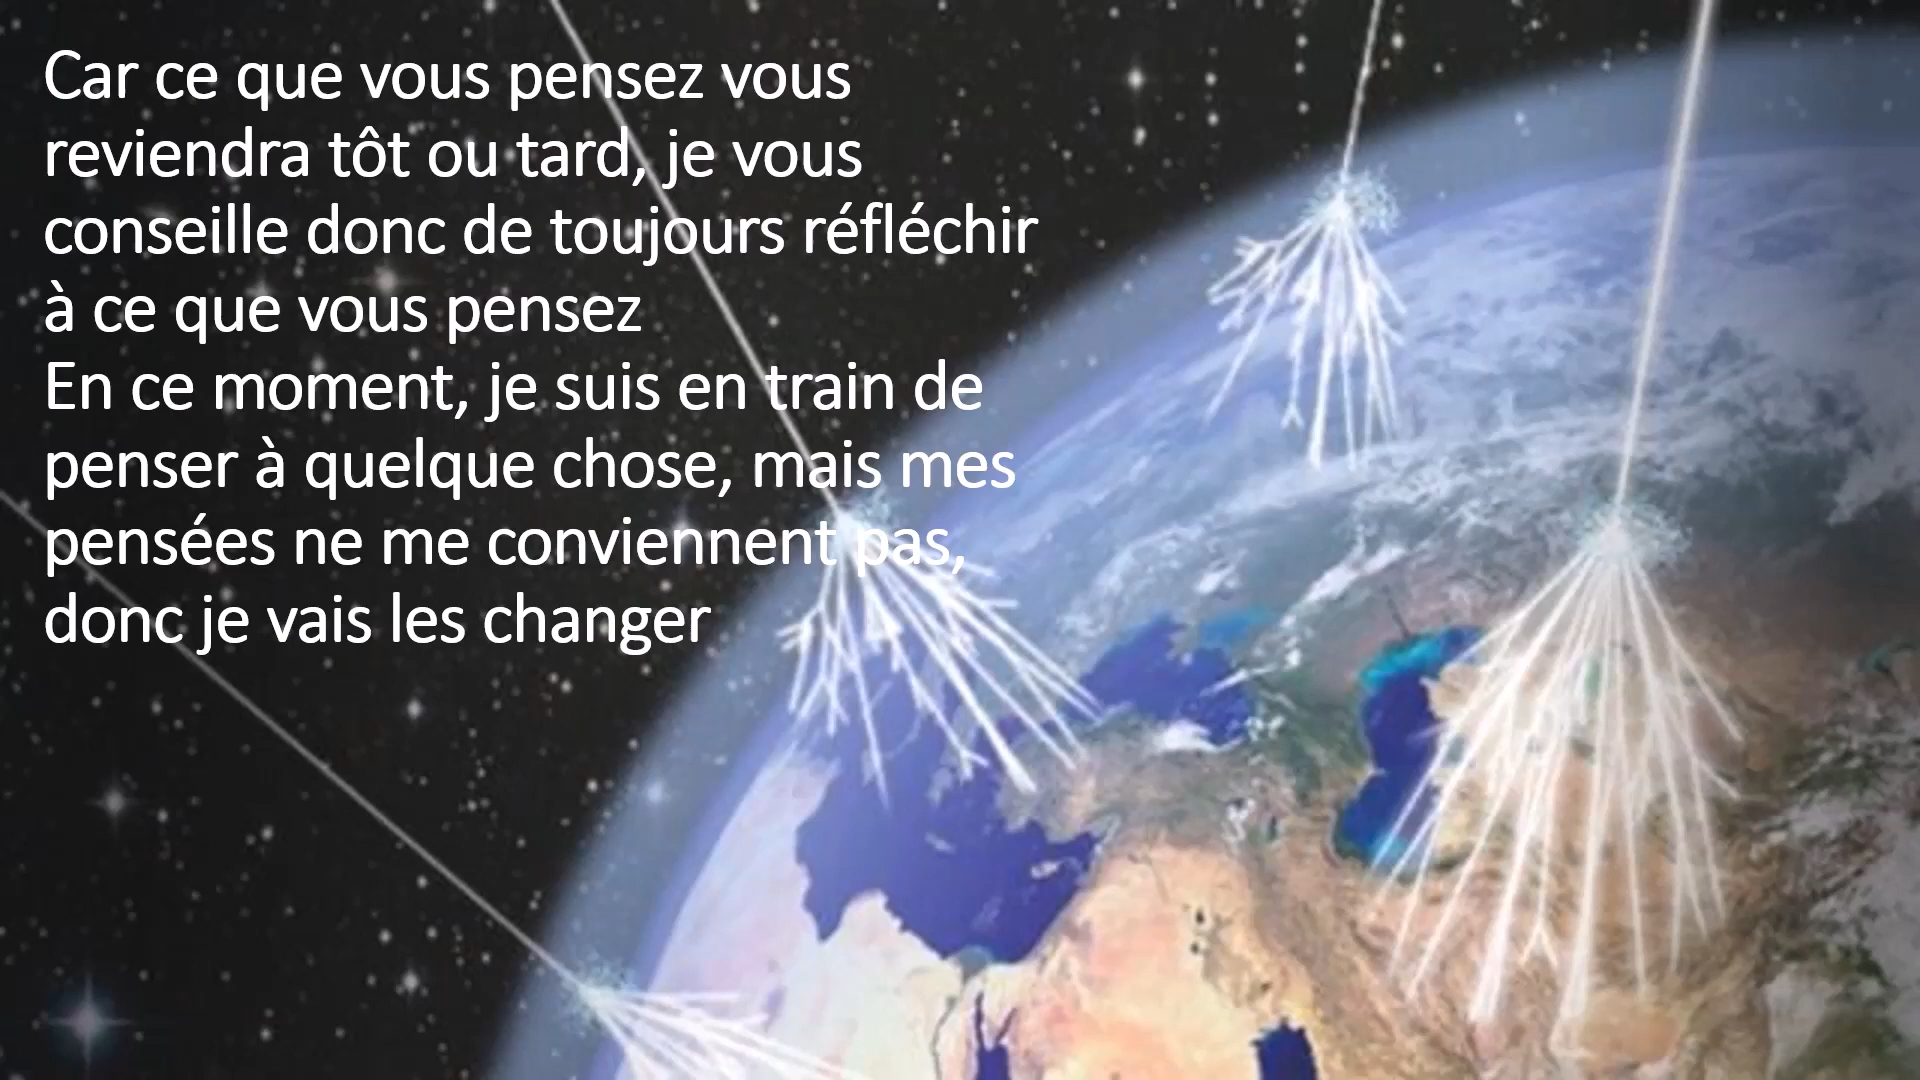 Car ce que vous pensez vous
reviendra tôt ou tard, je vous
conseille donc de toujours réfléchir
à ce que vous pensez
En ce moment, je suis en train de
penser à quelque chose, mais mes
pensées ne me conviennent pas,
donc je vais les changer